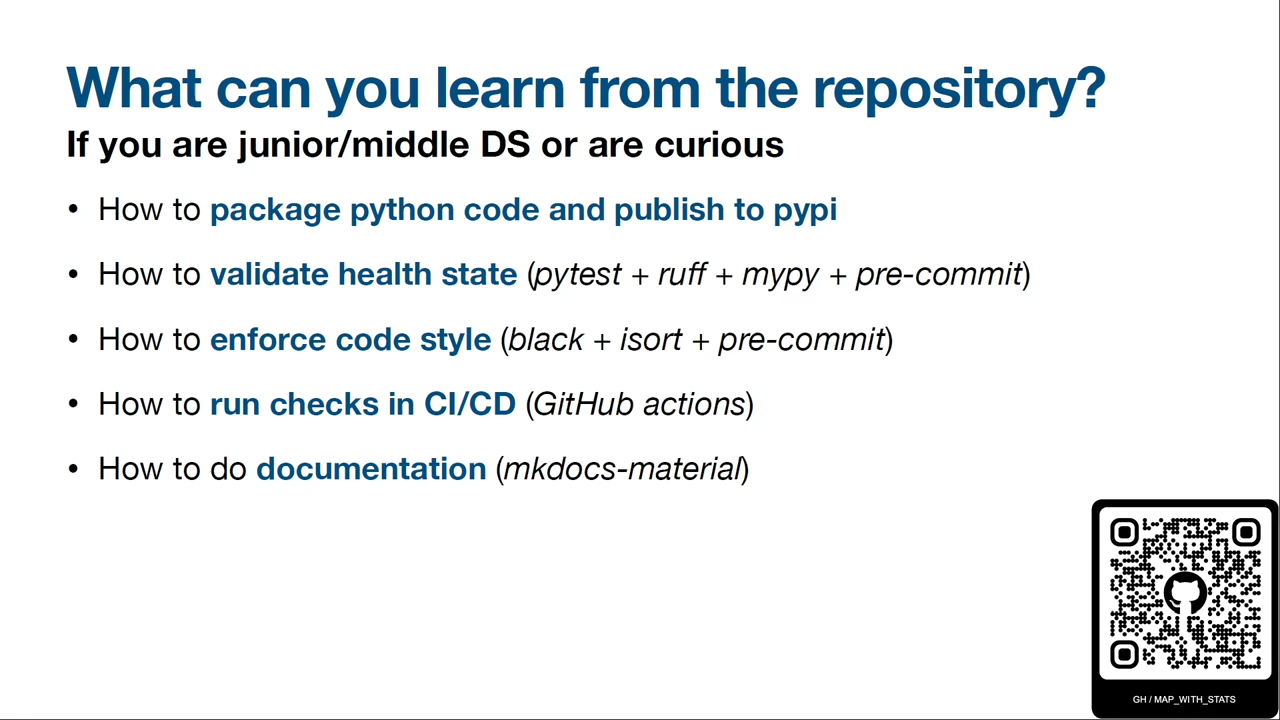 What can you learn from the repository?
If you are junior/middle DS or are curious
• How to package python code and publish to pypi
• How to validate health state (pytest + ruff + mypy + pre-commit)
• How to enforce code style (black + isort + pre-commit)
• How to run checks in CI/CD (GitHub actions)
• How to do documentation (mkdocs-material)
GH / MAP_WITH_STATS